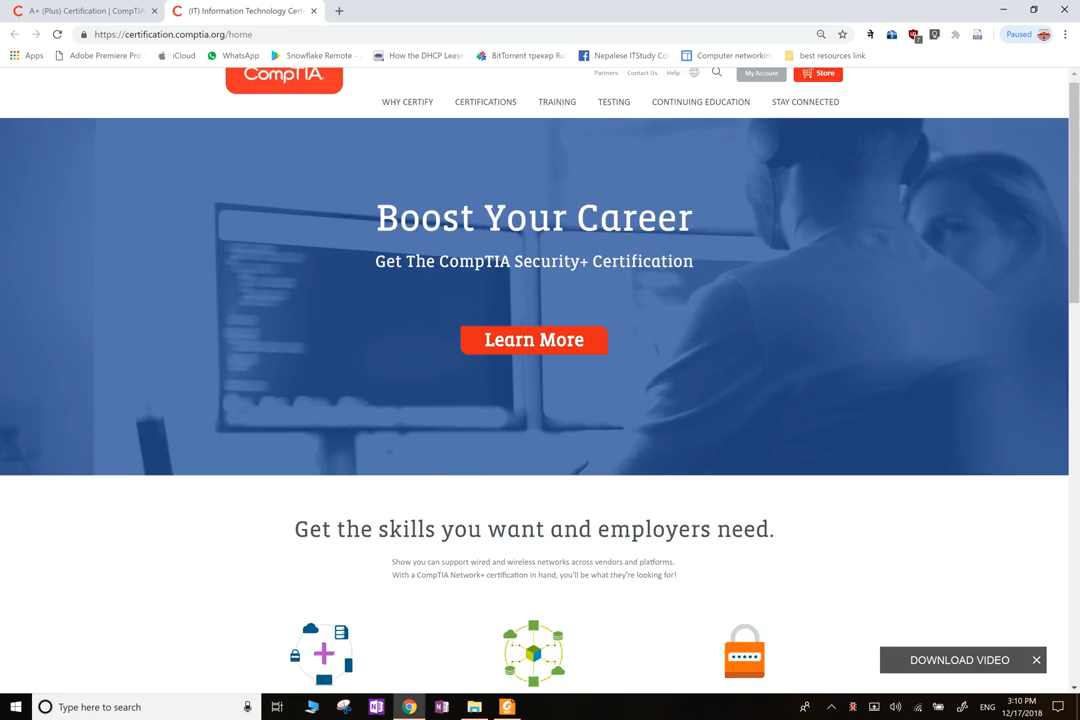 A+ (Plus) Certification | CompTIA
(IT) Information Technology Cert
https://certification.comptia.org/home
Paused
Apps
Adobe Premiere Pro
iCloud
WhatsApp
Snowflake Remote -
How the DHCP Lease
BitTorrent трекер Ru
Nepalese ITStudy Co
Computer networking
best resources link
CompTIA
Partners
Contact Us
Help
My Account
Store
WHY CERTIFY
CERTIFICATIONS
TRAINING
TESTING
CONTINUING EDUCATION
STAY CONNECTED
Boost Your Career
Get The CompTIA Security+ Certification
Learn More
Get the skills you want and employers need.
Show you can support wired and wireless networks across vendors and platforms.
With a CompTIA Network+ certification in hand, you'll be what they're looking for!
DOWNLOAD VIDEO
Type here to search
ENG
3:10 PM
12/17/2018